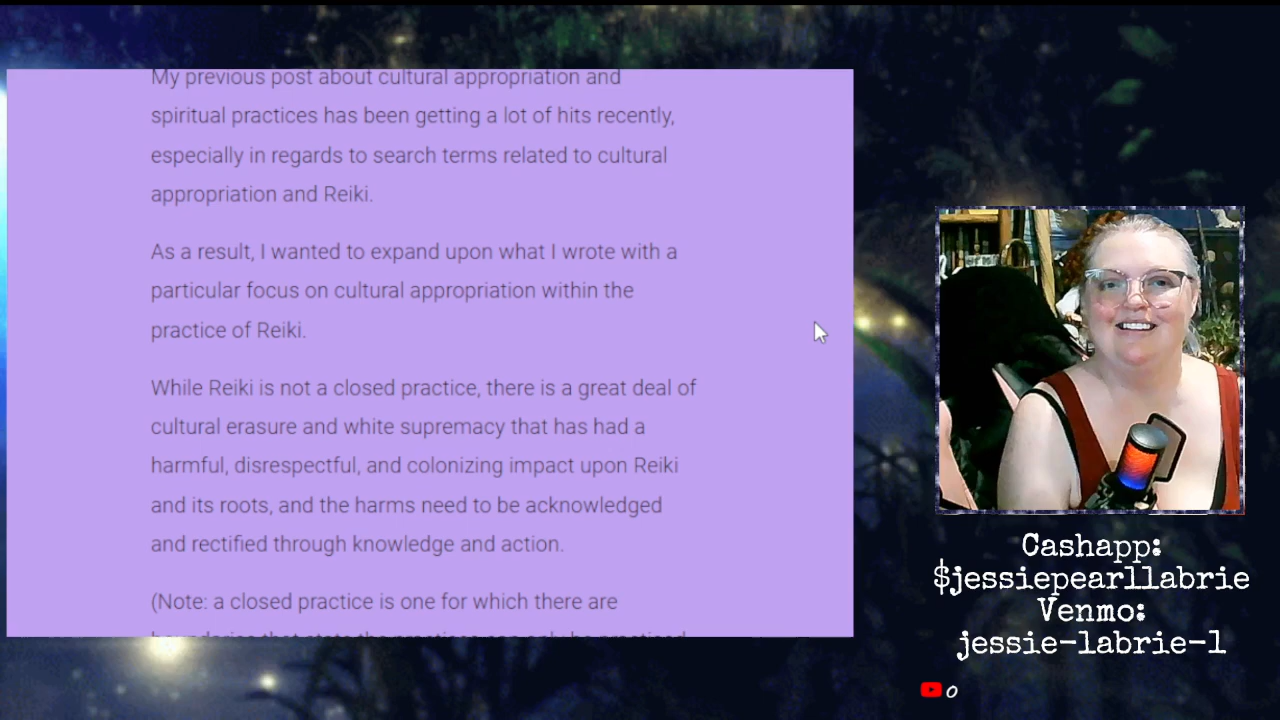 My previous post about cultural appropriation and
spiritual practices has been getting a lot of hits recently,
especially in regards to search terms related to cultural
appropriation and Reiki.
As a result, I wanted to expand upon what I wrote with a
particular focus on cultural appropriation within the
practice of Reiki.
While Reiki is not a closed practice, there is a great deal of
cultural erasure and white supremacy that has had a
harmful, disrespectful, and colonizing impact upon Reiki
and its roots, and the harms need to be acknowledged
and rectified through knowledge and action.
(Note: a closed practice is one for which there are
Cashapp:
$jessiepearllabrie
Venmo:
jessie-labrie-1
0